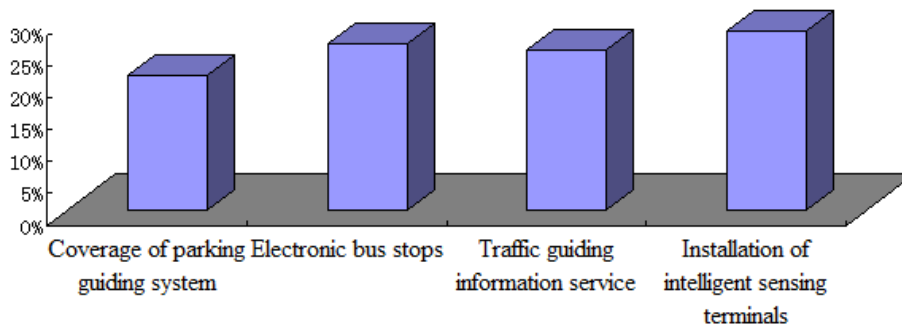 30%
25%
20%
15%
10%
5%
0%
Coverage of parking
guiding system
Electronic bus stops
Traffic guiding
information service
Installation of
intelligent sensing
terminals